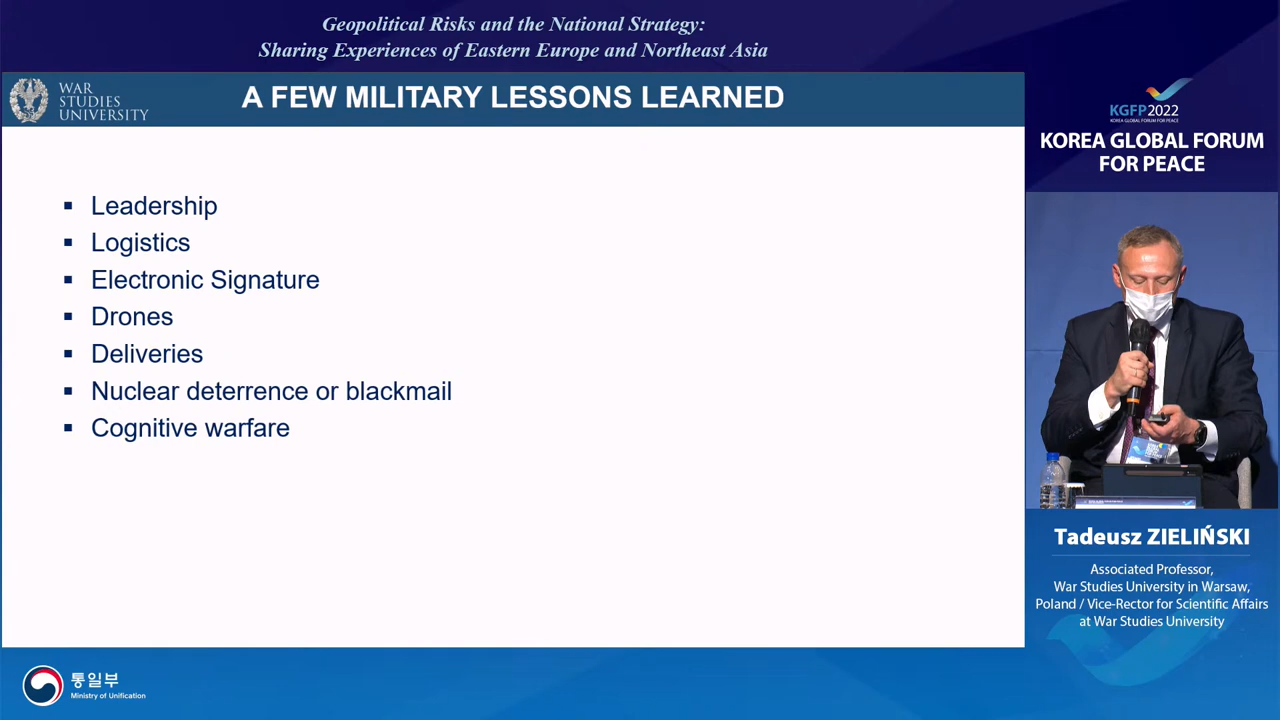 Geopolitical Risks and the National Strategy:
Sharing Experiences of Eastern Europe and Northeast Asia
WAR
STUDIES
UNIVERSITY
A FEW MILITARY LESSONS LEARNED
▪ Leadership
▪ Logistics
▪ Electronic Signature
▪ Drones
▪ Deliveries
▪ Nuclear deterrence or blackmail
▪ Cognitive warfare
KGFP2022
KOREA GLOBAL FORUM FOR PEACE
KOREA GLOBAL FORUM
FOR PEACE
Tadeusz ZIELIŃSKI
Associated Professor,
War Studies University in Warsaw,
Poland / Vice-Rector for Scientific Affairs
at War Studies University
통일부
Ministry of Unification